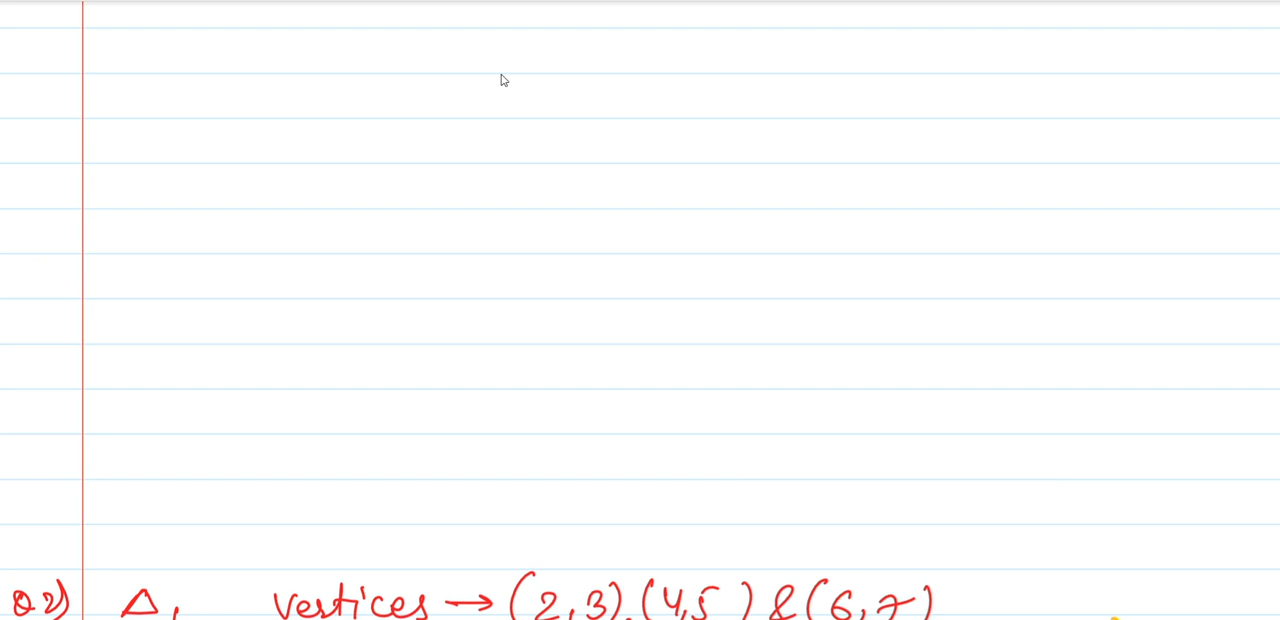 Q2) Δ, vertices → (2,3), (4,5) & (6,7)